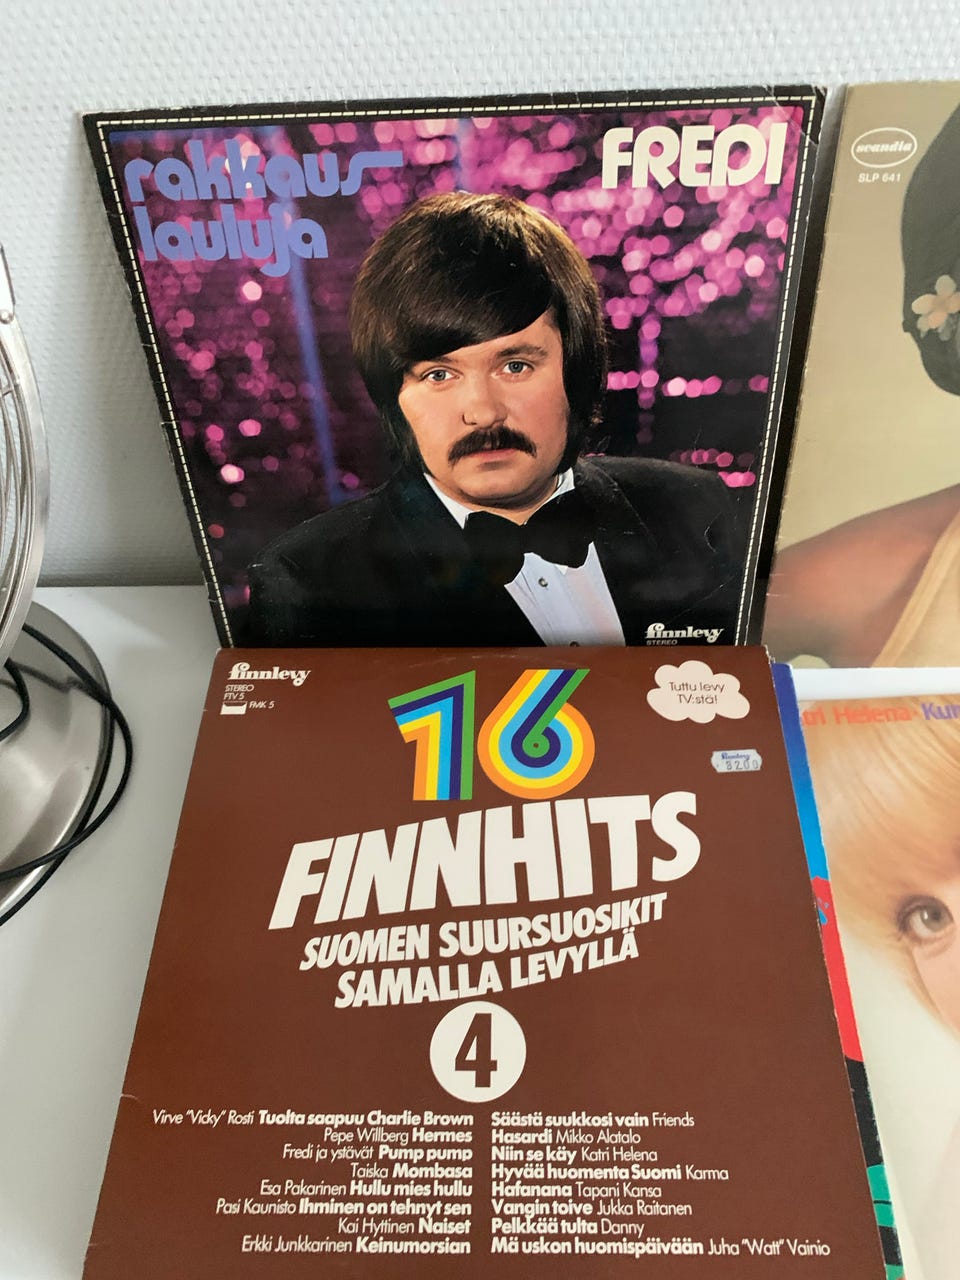 rakkaus
lauluja
FREDI
finnlevy
STEREO
scandia
SLP 641
finnlevy
STEREO
FTV 5
FMK 5
16
Tuttu levy
TV:stä!
FINNHITS
SUOMEN SUURSUOSIKIT
SAMALLA LEVYLLÄ
4
Virve "Vicky" Rosti Tuolta saapuu Charlie Brown
Pepe Willberg Hermes
Fredi ja ystävät Pump pump
Taiska Mombasa
Esa Pakarinen Hullu mies hullu
Pasi Kaunisto Ihminen on tehnyt sen
Kai Hyttinen Naiset
Erkki Junkkarinen Keinumorsian
Säästä suukkosi vain Friends
Hasardi Mikko Alatalo
Niin se käy Katri Helena
Hyvää huomenta Suomi Karma
Hafanana Tapani Kansa
Vangin toive Jukka Raitanen
Pelkkää tulta Danny
Mä uskon huomispäivään Juha "Watt" Vainio
Helena